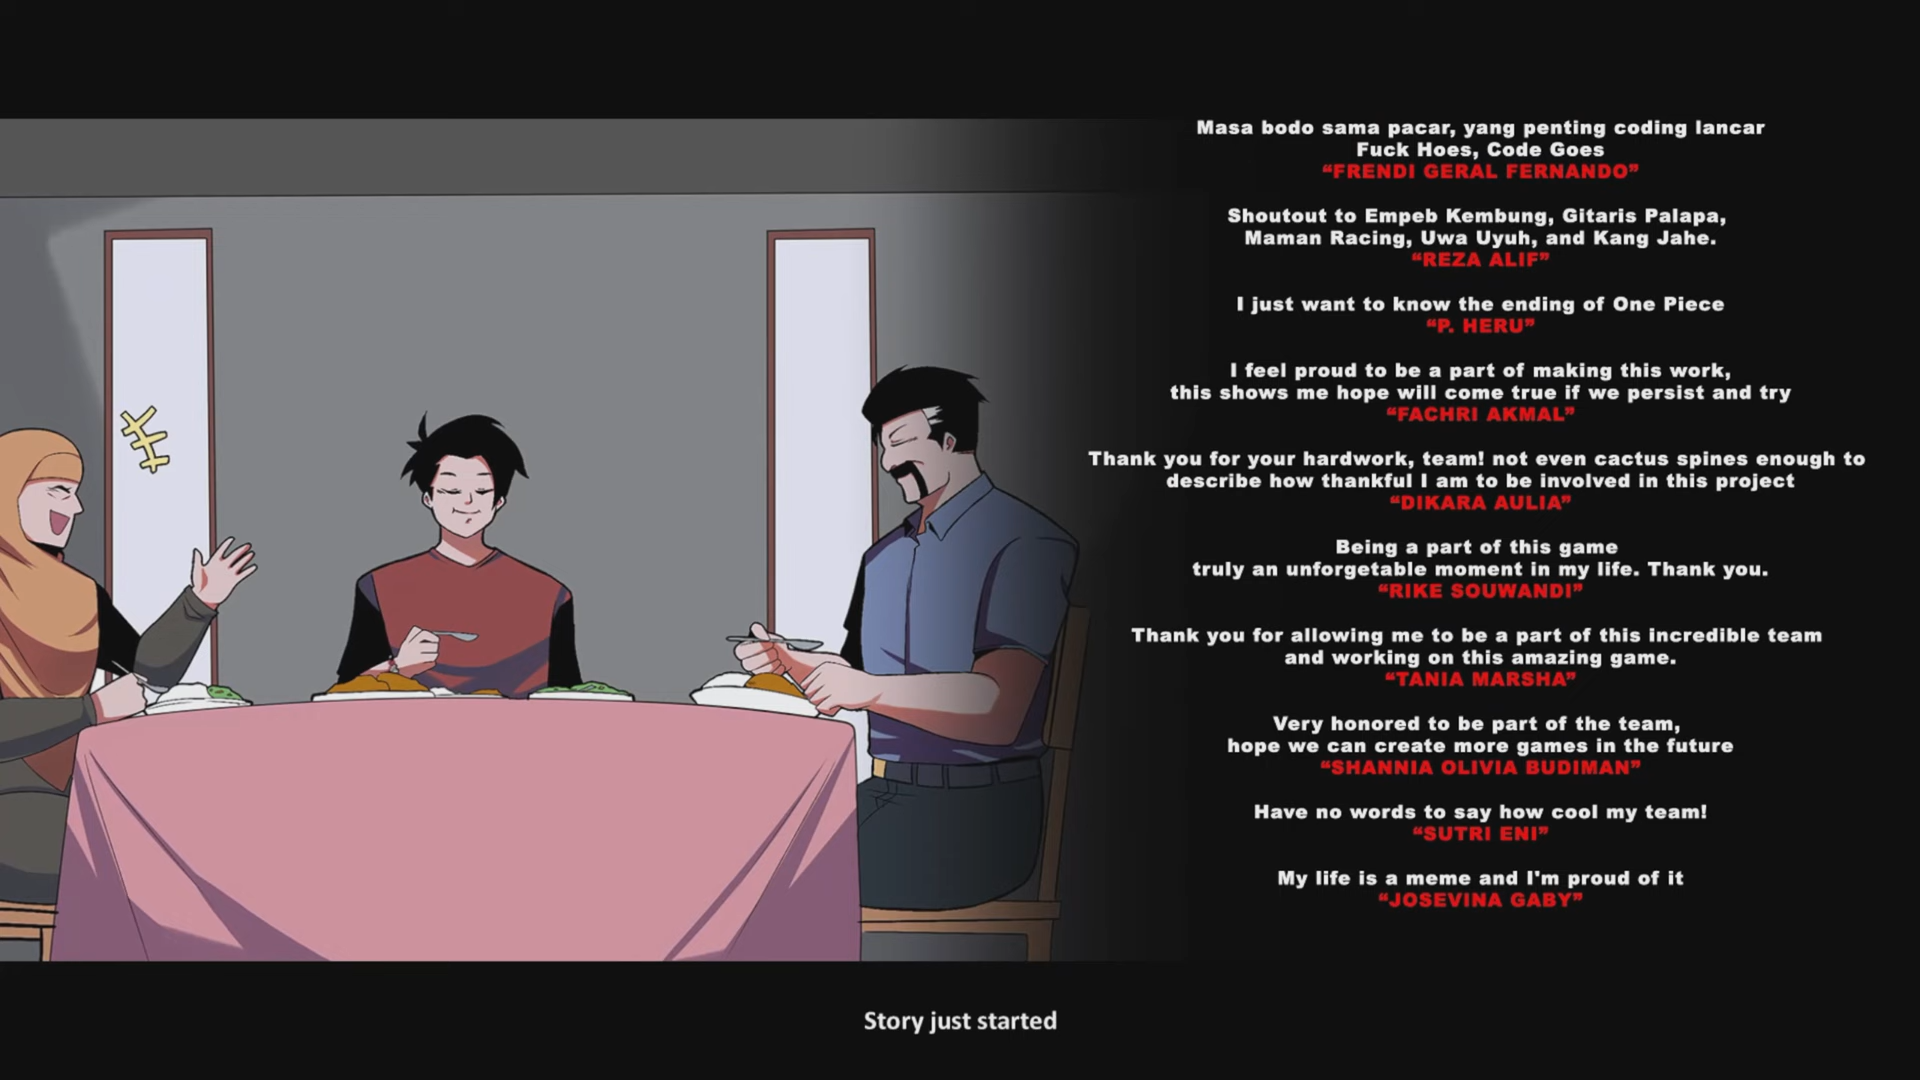 Masa bodo sama pacar, yang penting coding lancar
Fuck Hoes, Code Goes
“FRENDI GERAL FERNANDO”
Shoutout to Empeb Kembung, Gitaris Palapa,
Maman Racing, Uwa Uyuh, and Kang Jahe.
“REZA ALIF”
I just want to know the ending of One Piece
“P. HERU”
I feel proud to be a part of making this work,
this shows me hope will come true if we persist and try
“FACHRI AKMAL”
Thank you for your hardwork, team! not even cactus spines enough to
describe how thankful I am to be involved in this project
“DIKARA AULIA”
Being a part of this game
truly an unforgetable moment in my life. Thank you.
“RIKE SOUWANDI”
Thank you for allowing me to be a part of this incredible team
and working on this amazing game.
“TANIA MARSHA”
Very honored to be part of the team,
hope we can create more games in the future
“SHANNIA OLIVIA BUDIMAN”
Have no words to say how cool my team!
“SUTRI ENI”
My life is a meme and I'm proud of it
“JOSEVINA GABY”
Story just started